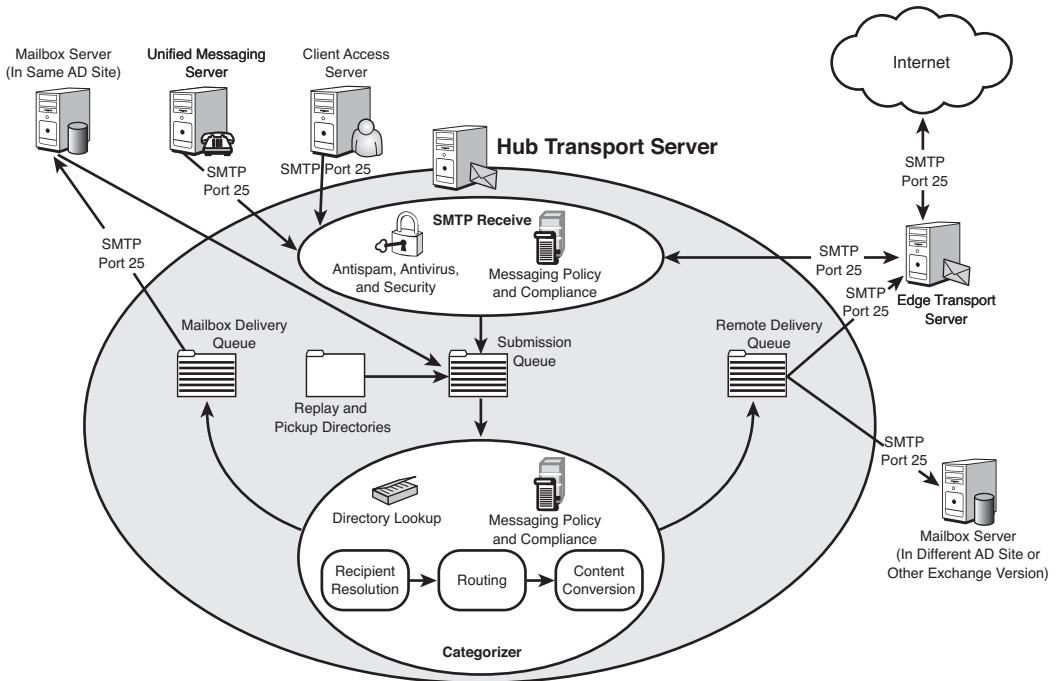 Mailbox Server
(In Same AD Site)
Unified Messaging
Server
Client Access
Server
Internet
Hub Transport Server
SMTP
Port 25
SMTP Port 25
SMTP
Port 25
SMTP Receive
Antispam, Antivirus,
and Security
Messaging Policy
and Compliance
SMTP
Port 25
SMTP
Port 25
SMTP
Port 25
Edge Transport
Server
Mailbox Delivery
Queue
Submission
Queue
Remote Delivery
Queue
Replay and
Pickup Directories
SMTP
Port 25
Directory Lookup
Messaging Policy
and Compliance
Mailbox Server
(In Different AD Site or
Other Exchange Version)
Recipient
Resolution
Routing
Content
Conversion
Categorizer